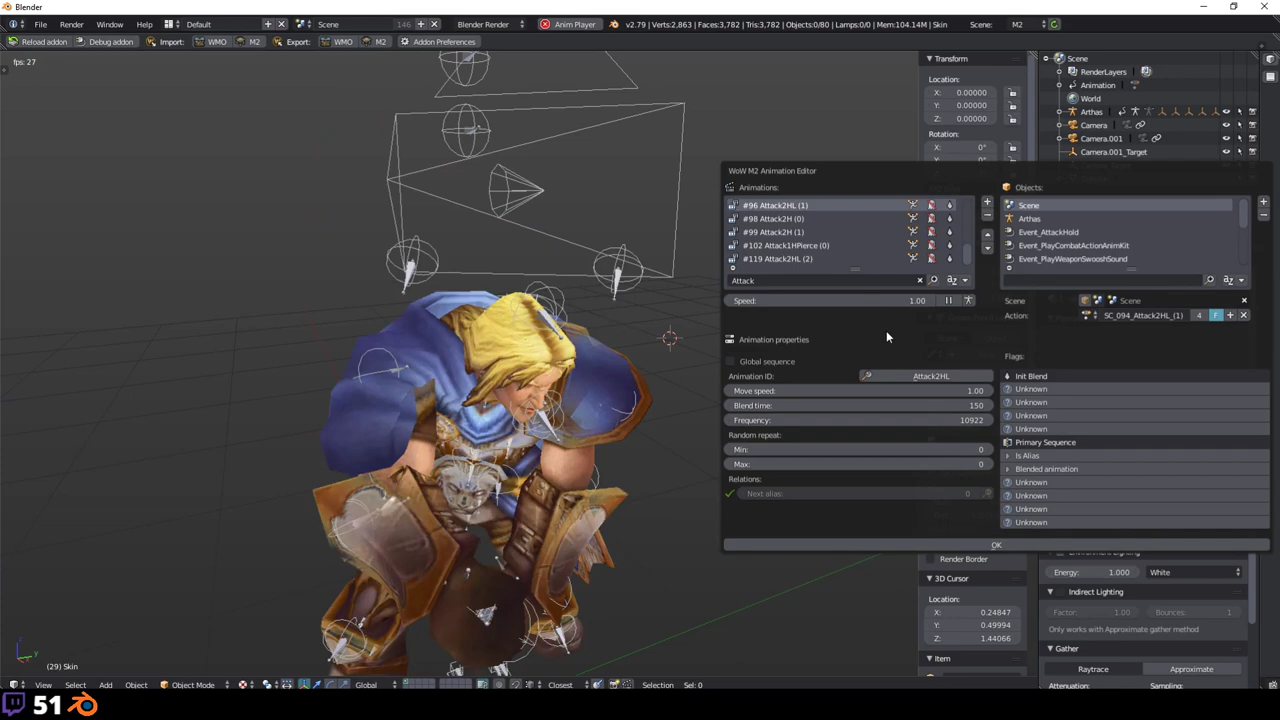 Blender
File Render Window Help Default Scene 146 Blender Render Anim Player v2.79 | Verts:2,863 | Faces:3,782 | Tris:3,782 | Objects:0/80 | Lamps:0/0 | Mem:104.14M | Skin Scene: M2
Reload addon Debug addon Import: WMO M2 Export: WMO M2 Addon Preferences
fps: 27
Transform
Location:
X: 0.00000
Y: 0.00000
Z: 0.00000
Rotation:
X: 0°
Scene
RenderLayers
Animation
World
Arthas
Camera
Camera.001
Camera.001_Target
WoW M2 Animation Editor
Animations:
#96 Attack2HL (1)
#98 Attack2H (0)
#99 Attack2H (1)
#102 Attack1HPierce (0)
#119 Attack2HL (2)
Attack
Speed: 1.00
Objects:
Scene
Arthas
Event_AttackHold
Event_PlayCombatActionAnimKit
Event_PlayWeaponSwooshSound
Scene Scene
Action: SC_094_Attack2HL_(1) 4 F
Animation properties
Global sequence
Animation ID: Attack2HL
Move speed: 1.00
Blend time: 150
Frequency: 10922
Random repeat:
Min: 0
Max: 0
Relations:
Next alias: 0
Flags:
Init Blend
Unknown
Unknown
Unknown
Unknown
Primary Sequence
Is Alias
Blended animation
Unknown
Unknown
Unknown
Unknown
OK
Render Border
3D Cursor
Location:
X: 0.24847
Y: 0.49994
Z: 1.44066
Item
Energy: 1.000 White
Indirect Lighting
Factor: 1.00 Bounces: 1
Only works with Approximate gather method
Gather
Raytrace Approximate
Attenuation: Sampling:
(29) Skin
View Select Add Object Object Mode Global Closest Selection Sel: 0
51